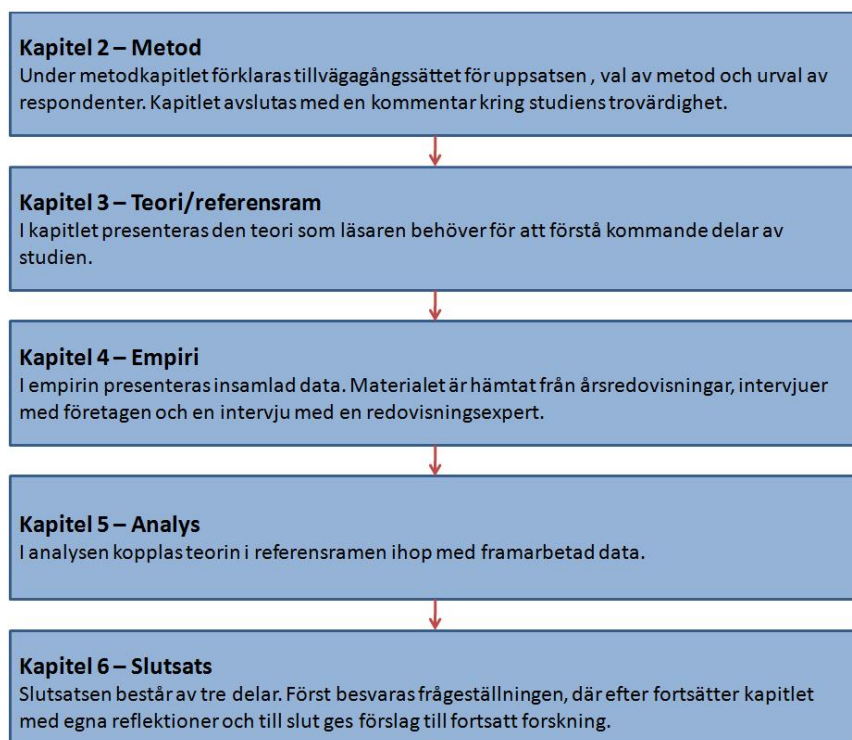 Kapitel 2 – Metod
Under metodkapitlet förklaras tillvägagångssättet för uppsatsen , val av metod och urval av
respondenter. Kapitlet avslutas med en kommentar kring studiens trovärdighet.
Kapitel 3 – Teori/referensram
I kapitlet presenteras den teori som läsaren behöver för att förstå kommande delar av
studien.
Kapitel 4 – Empiri
I empirin presenteras insamlad data. Materialet är hämtat från årsredovisningar, intervjuer
med företagen och en intervju med en redovisningsexpert.
Kapitel 5 – Analys
I analysen kopplas teorin i referensramen ihop med framarbetad data.
Kapitel 6 – Slutsats
Slutsatsen består av tre delar. Först besvaras frågeställningen, där efter fortsätter kapitlet
med egna reflektioner och till slut ges förslag till fortsatt forskning.